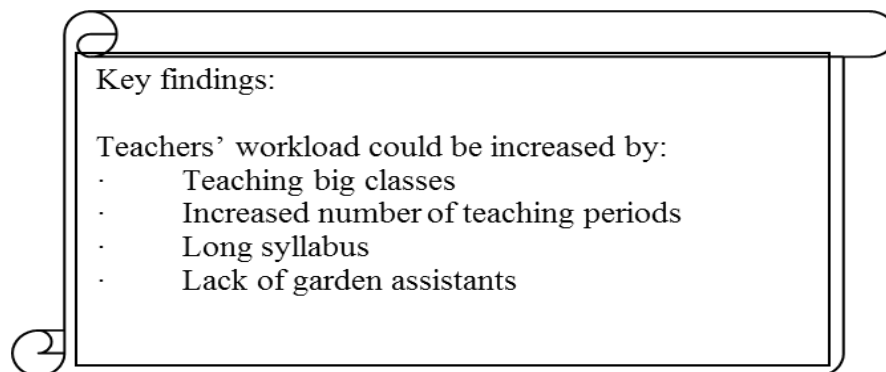 Key findings:
Teachers’ workload could be increased by:
· Teaching big classes
· Increased number of teaching periods
· Long syllabus
· Lack of garden assistants